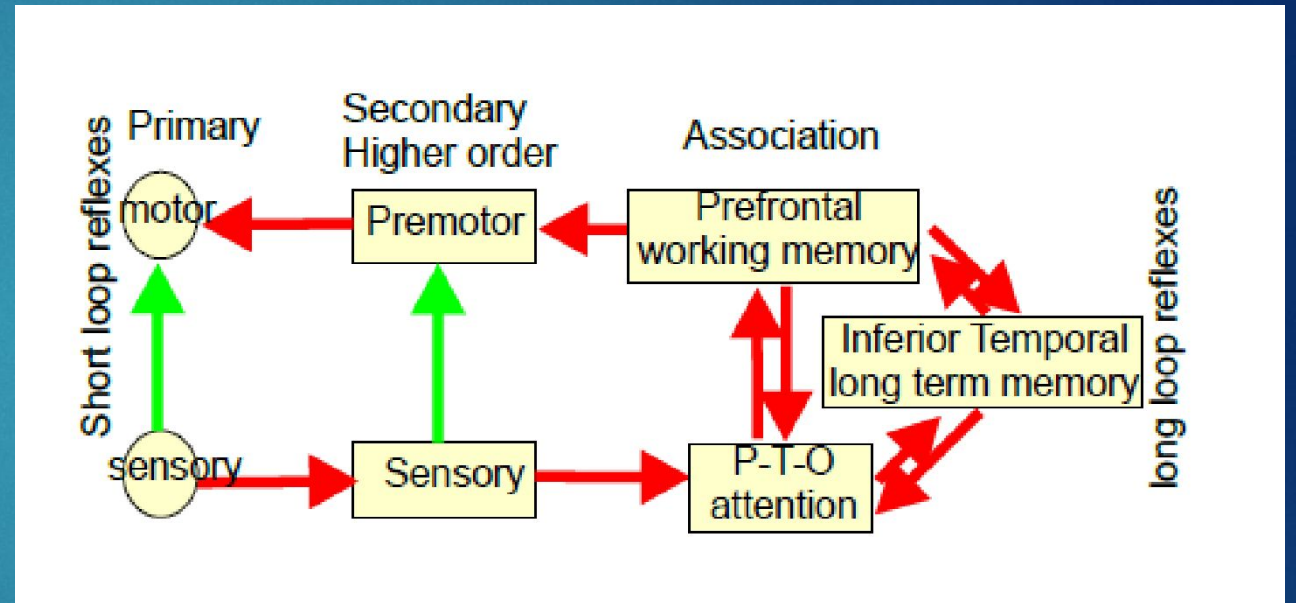 Primary
Secondary
Higher order
Association
Short loop reflexes
motor
Premotor
Prefrontal
working memory
Inferior Temporal
long term memory
long loop reflexes
sensory
Sensory
P-T-O
attention